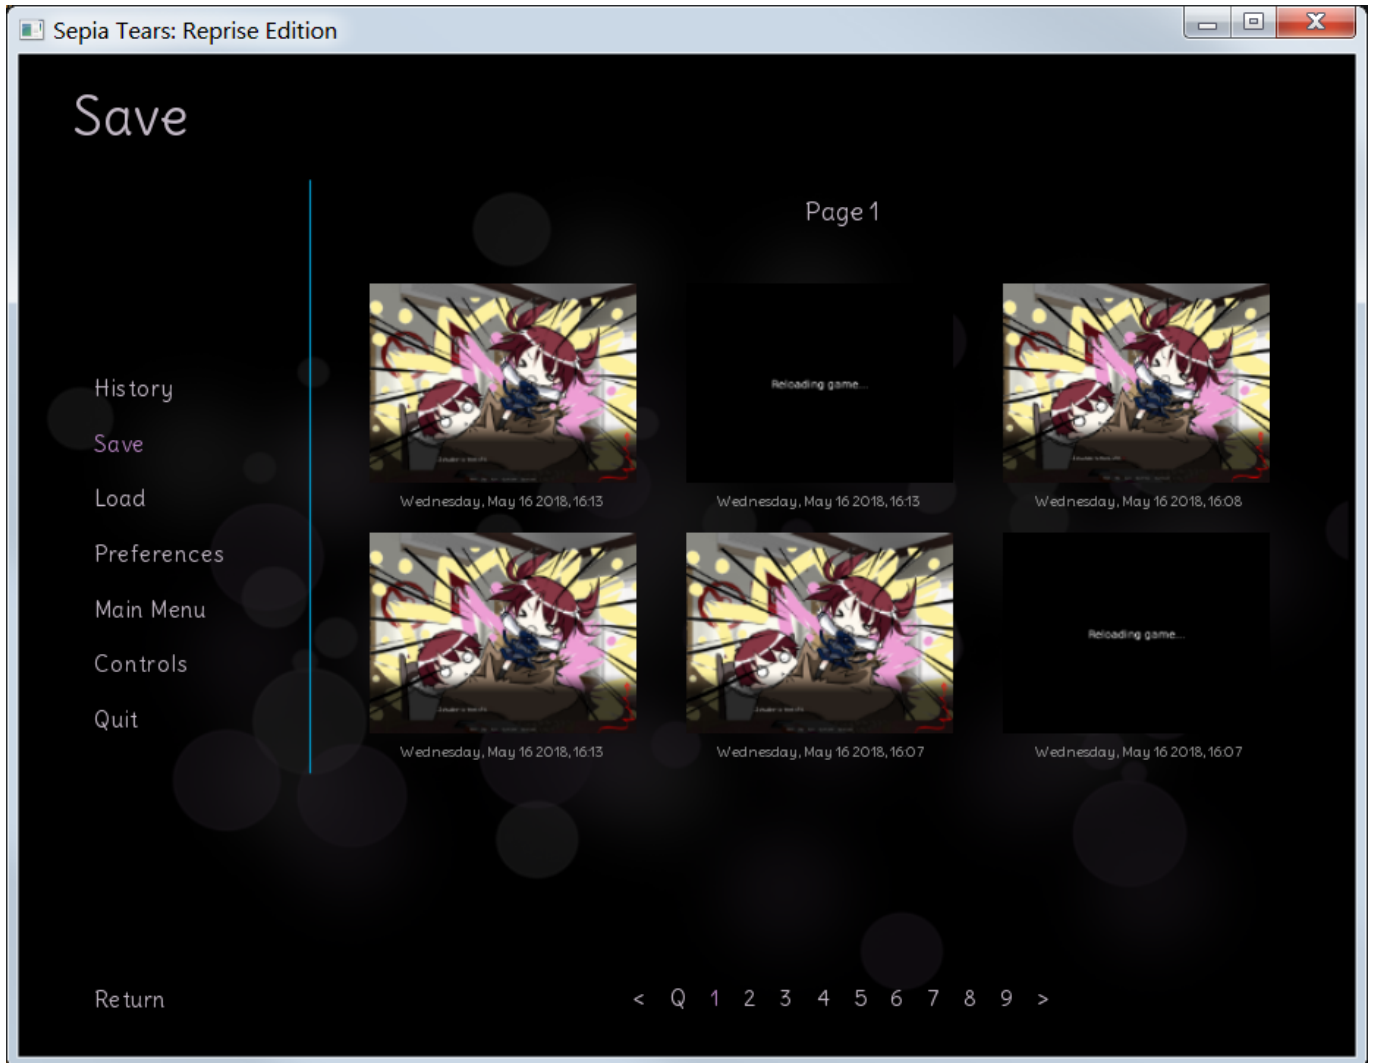 Sepia Tears: Reprise Edition
Save
Page 1
History
Save
Load
Preferences
Main Menu
Controls
Quit
Reloading game...
Wednesday, May 16 2018, 16:13
Wednesday, May 16 2018, 16:13
Wednesday, May 16 2018, 16:08
Reloading game...
Wednesday, May 16 2018, 16:13
Wednesday, May 16 2018, 16:07
Wednesday, May 16 2018, 16:07
Return
< Q 1 2 3 4 5 6 7 8 9 >